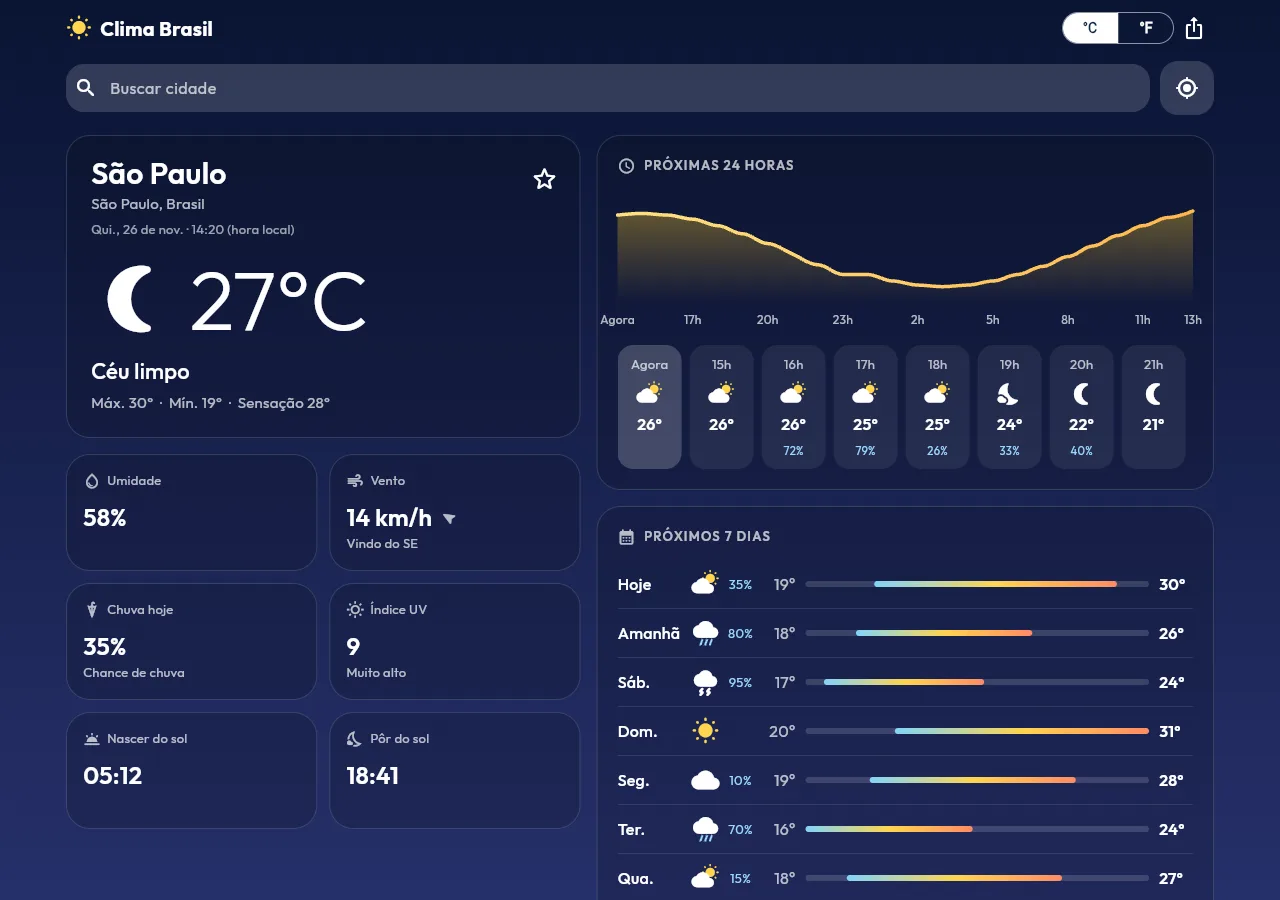 Clima Brasil
°C °F
Buscar cidade
São Paulo
São Paulo, Brasil
Qui., 26 de nov. · 14:20 (hora local)
27°C
Céu limpo
Máx. 30° · Mín. 19° · Sensação 28°
Umidade
58%
Vento
14 km/h
Vindo do SE
Chuva hoje
35%
Chance de chuva
Índice UV
9
Muito alto
Nascer do sol
05:12
Pôr do sol
18:41
PRÓXIMAS 24 HORAS
Agora 17h 20h 23h 2h 5h 8h 11h 13h
Agora 15h 16h 17h 18h 19h 20h 21h
26° 26° 26° 25° 25° 24° 22° 21°
72% 79% 26% 33% 40%
PRÓXIMOS 7 DIAS
Hoje 35% 19° 30°
Amanhã 80% 18° 26°
Sáb. 95% 17° 24°
Dom. 20° 31°
Seg. 10% 19° 28°
Ter. 70% 16° 24°
Qua. 15% 18° 27°